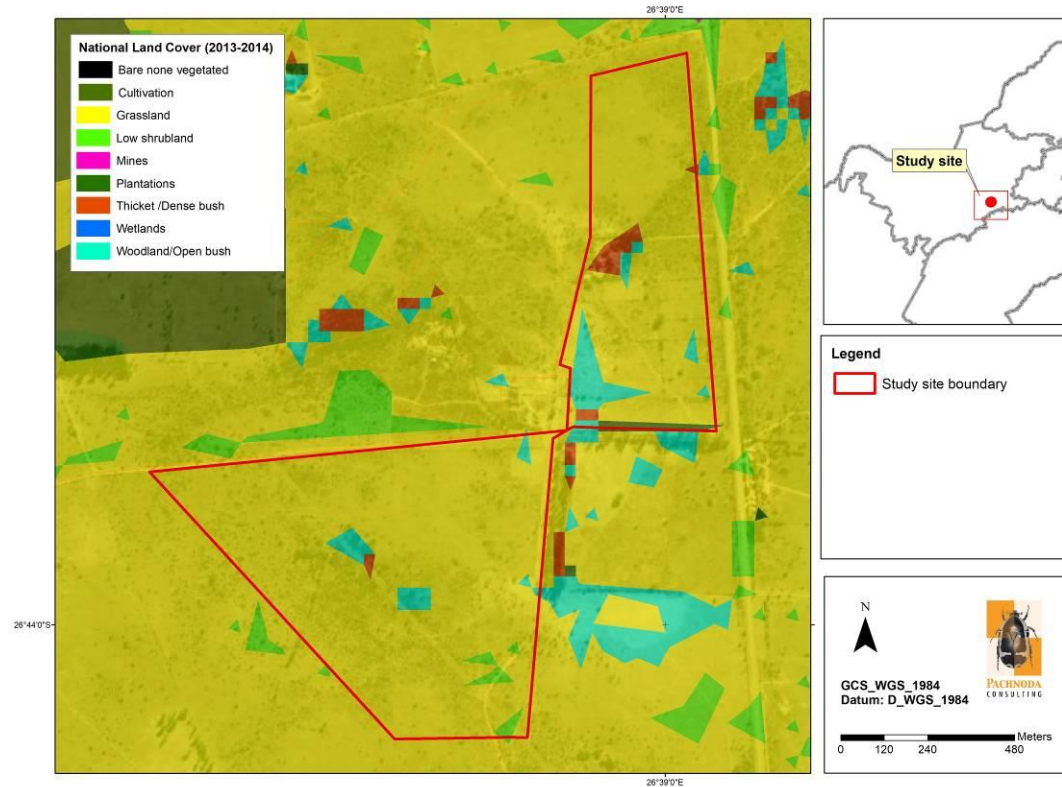 26°39'0"E
National Land Cover (2013-2014)
Bare none vegetated
Cultivation
Grassland
Low shrubland
Mines
Plantations
Thicket /Dense bush
Wetlands
Woodland/Open bush
Study site
Legend
Study site boundary
26°44'0"S
N
PACHNODA
CONSULTING
GCS_WGS_1984
Datum: D_WGS_1984
Meters
0 120 240 480
26°39'0"E